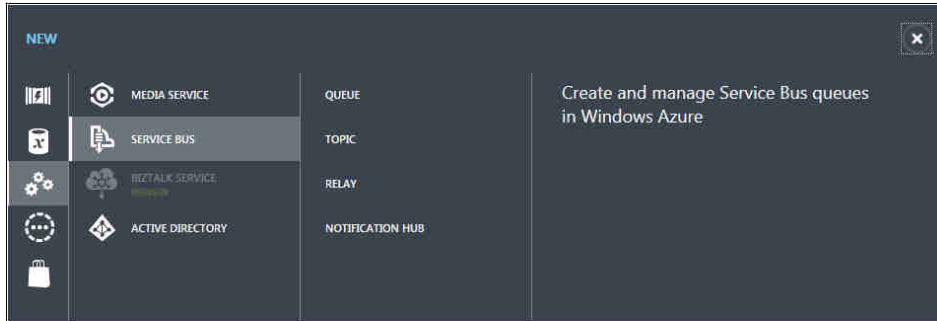 NEW
MEDIA SERVICE
SERVICE BUS
BIZTALK SERVICE
ACTIVE DIRECTORY
QUEUE
TOPIC
RELAY
NOTIFICATION HUB
Create and manage Service Bus queues
in Windows Azure